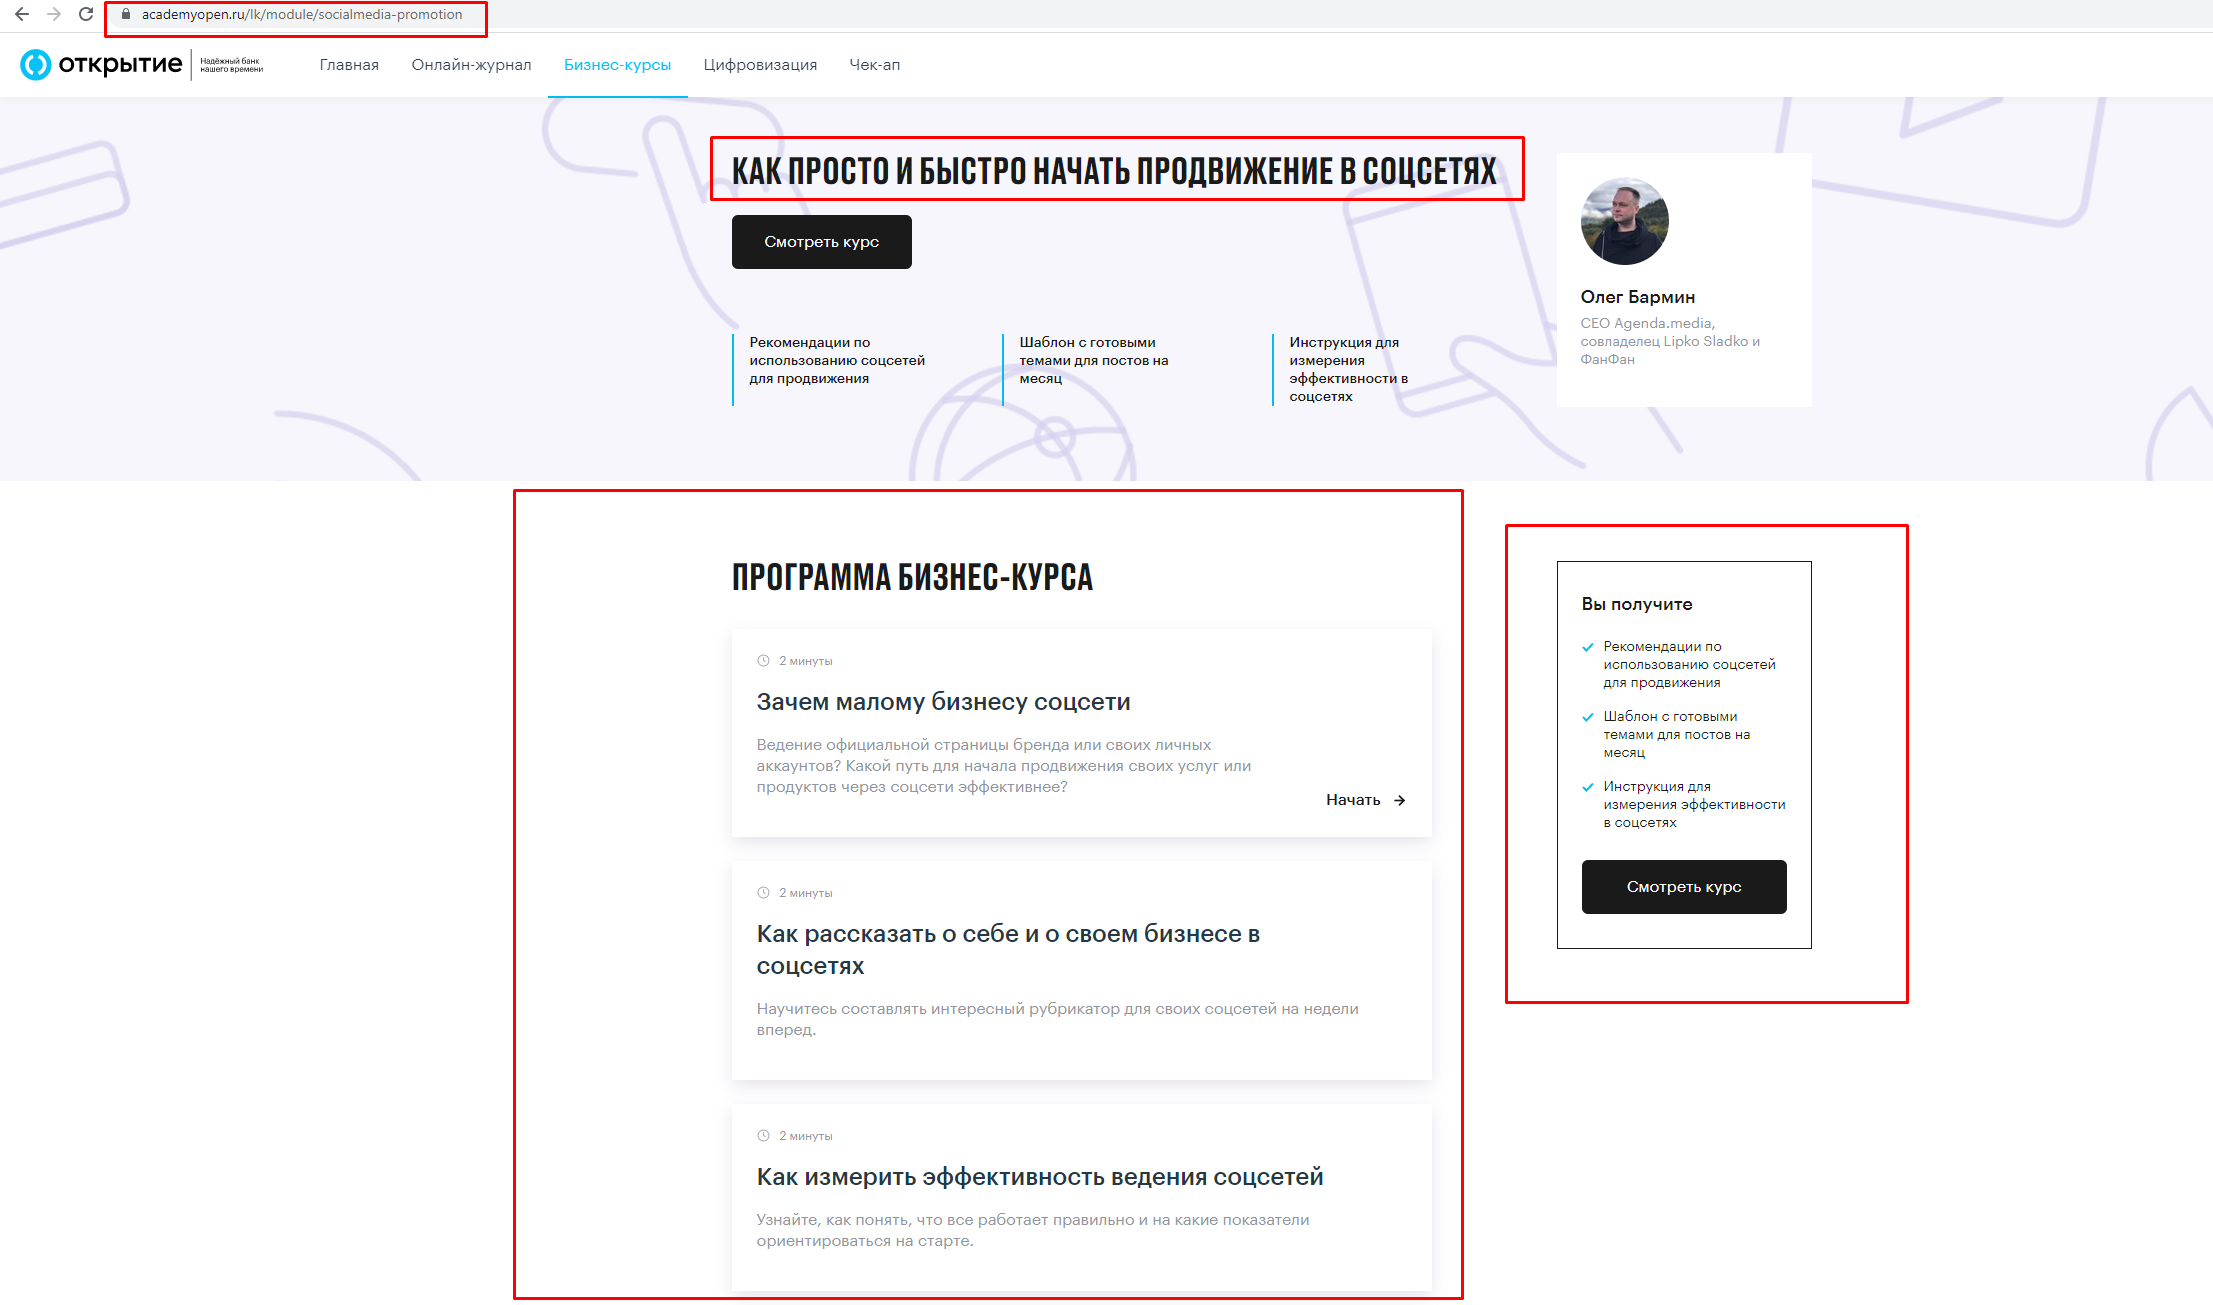 academyopen.ru/lk/module/socialmedia-promotion
открытие
Надёжный банк
нашего времени
Главная
Онлайн-журнал
Бизнес-курсы
Цифровизация
Чек-ап
КАК ПРОСТО И БЫСТРО НАЧАТЬ ПРОДВИЖЕНИЕ В СОЦСЕТЯХ
Смотреть курс
Рекомендации по
использованию соцсетей
для продвижения
Шаблон с готовыми
темами для постов на
месяц
Инструкция для
измерения
эффективности в
соцсетях
Олег Бармин
CEO Agenda.media,
совладелец Lipko Sladko и
ФанФан
ПРОГРАММА БИЗНЕС-КУРСА
2 минуты
Зачем малому бизнесу соцсети
Ведение официальной страницы бренда или своих личных
аккаунтов? Какой путь для начала продвижения своих услуг или
продуктов через соцсети эффективнее?
Начать
2 минуты
Как рассказать о себе и о своем бизнесе в
соцсетях
Научитесь составлять интересный рубрикатор для своих соцсетей на недели
вперед.
2 минуты
Как измерить эффективность ведения соцсетей
Узнайте, как понять, что все работает правильно и на какие показатели
ориентироваться на старте.
Вы получите
Рекомендации по
использованию соцсетей
для продвижения
Шаблон с готовыми
темами для постов на
месяц
Инструкция для
измерения эффективности
в соцсетях
Смотреть курс